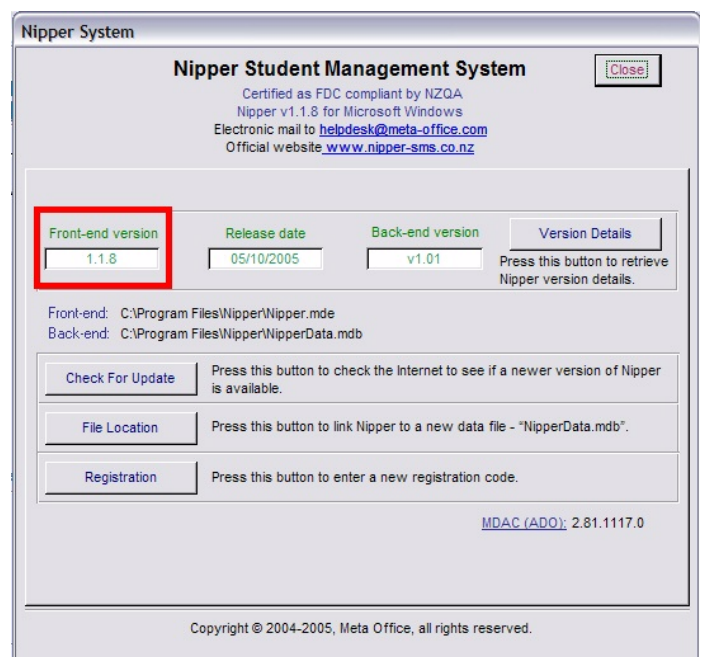 Nipper System
Nipper Student Management System
Close
Certified as FDC compliant by NZQA
Nipper v1.1.8 for Microsoft Windows
Electronic mail to helpdesk@meta-office.com
Official website www.nipper-sms.co.nz
Front-end version
Release date
Back-end version
Version Details
1.1.8
05/10/2005
v1.01
Press this button to retrieve
Nipper version details.
Front-end: C:\Program Files\Nipper\Nipper.mde
Back-end: C:\Program Files\Nipper\NipperData.mdb
Check For Update
Press this button to check the Internet to see if a newer version of Nipper
is available.
File Location
Press this button to link Nipper to a new data file - “NipperData.mdb”.
Registration
Press this button to enter a new registration code.
MDAC (ADO): 2.81.1117.0
Copyright © 2004-2005, Meta Office, all rights reserved.